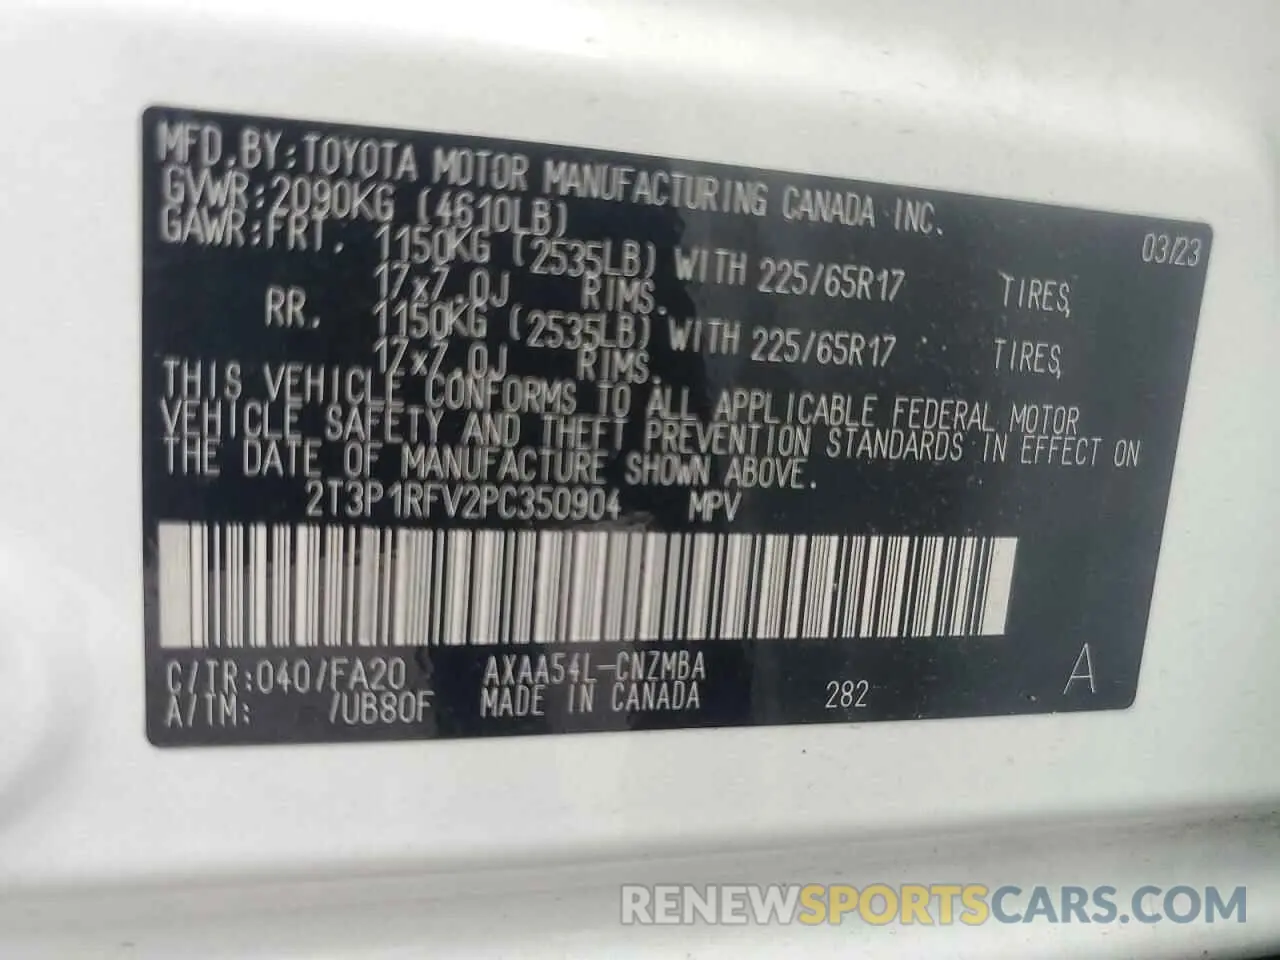 MFD.BY:TOYOTA MOTOR MANUFACTURING CANADA INC.
GVWR:2090KG (4610LB) 03/23
GAWR:FRT. 1150KG (2535LB) WITH 225/65R17 TIRES,
17x7.0J RIMS.
RR. 1150KG (2535LB) WITH 225/65R17 TIRES,
17x7.0J RIMS.
THIS VEHICLE CONFORMS TO ALL APPLICABLE FEDERAL MOTOR
VEHICLE SAFETY AND THEFT PREVENTION STANDARDS IN EFFECT ON
THE DATE OF MANUFACTURE SHOWN ABOVE.
2T3P1RFV2PC350904 MPV
C/TR:040/FA20 AXAA54L-CNZMBA A
A/TM: /UB80F MADE IN CANADA 282
RENEWSPORTSCARS.COM